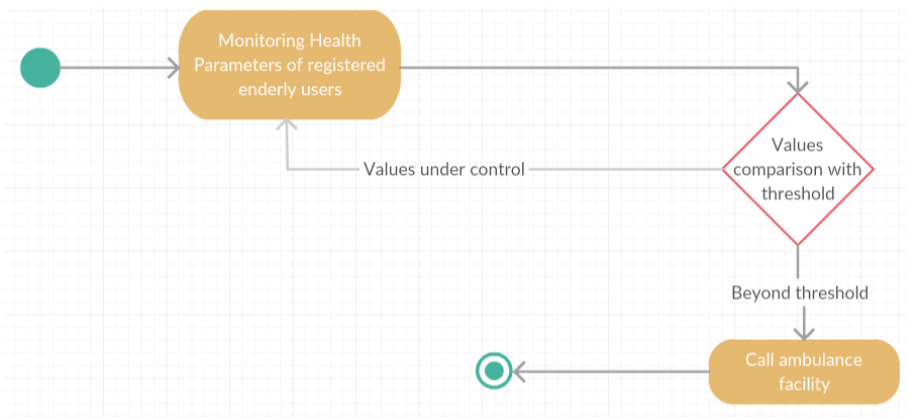 Monitoring Health
Parameters of registered
enderly users
Values
comparison with
threshold
Values under control
Beyond threshold
Call ambulance
facility